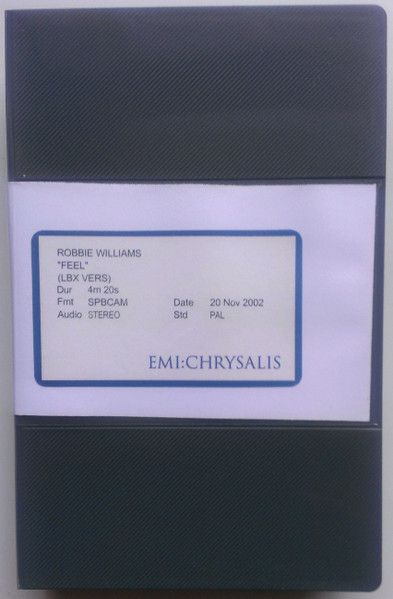 ROBBIE WILLIAMS
"FEEL"
(LBX VERS)
Dur 4m 20s
Fmt SPBCAM Date 20 Nov 2002
Audio STEREO Std PAL
EMI:CHRYSALIS